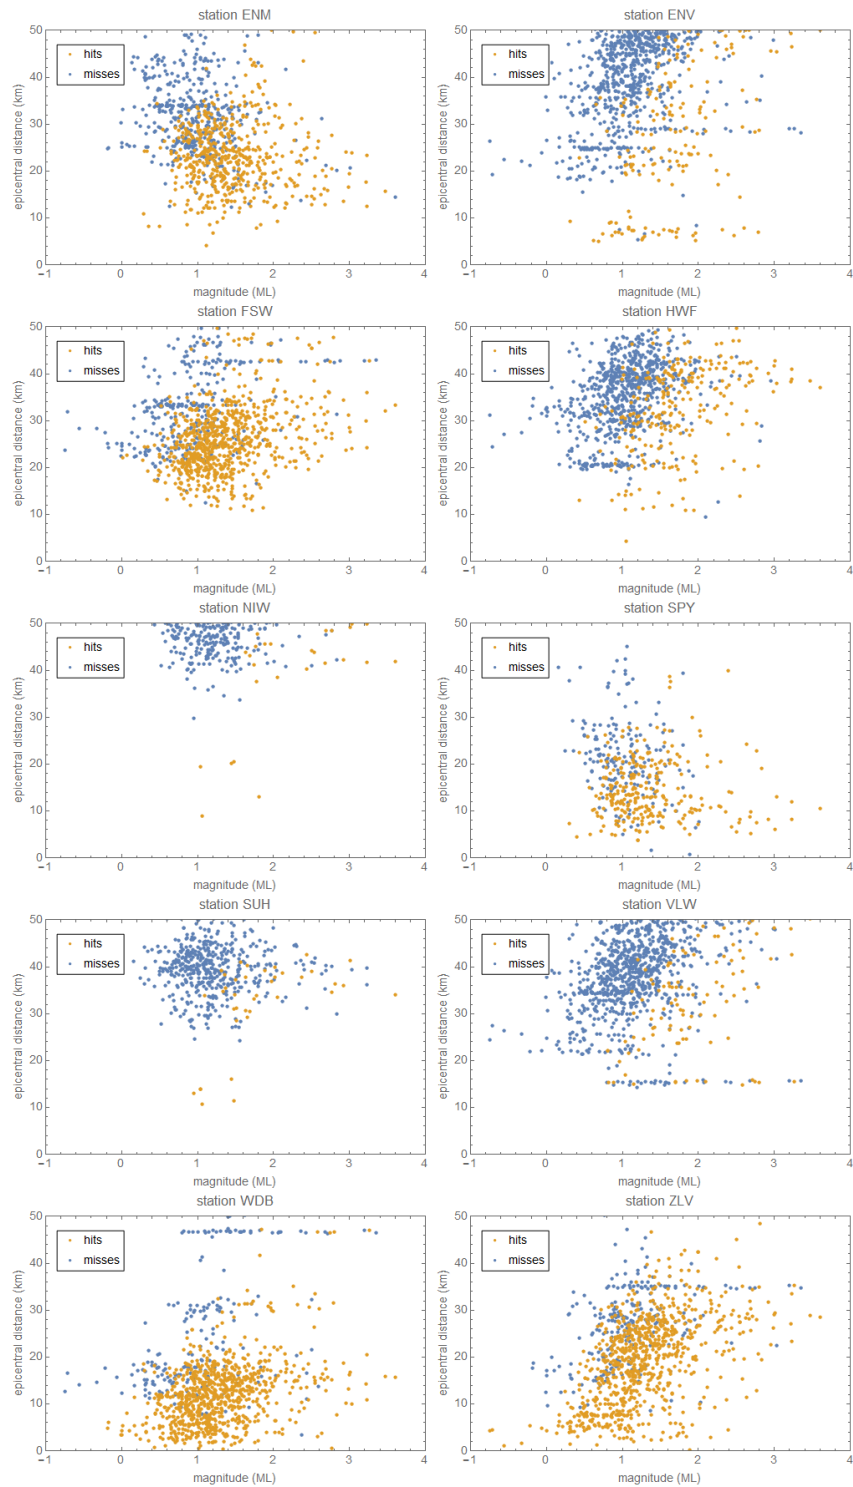 station ENM
hits
misses
epicentral distance (km)
0
10
20
30
40
50
−1
0
1
2
3
4
magnitude (ML)
station ENV
hits
misses
epicentral distance (km)
0
10
20
30
40
50
−1
0
1
2
3
4
magnitude (ML)
station FSW
hits
misses
epicentral distance (km)
0
10
20
30
40
50
−1
0
1
2
3
4
magnitude (ML)
station HWF
hits
misses
epicentral distance (km)
0
10
20
30
40
50
−1
0
1
2
3
4
magnitude (ML)
station NIW
hits
misses
epicentral distance (km)
0
10
20
30
40
50
−1
0
1
2
3
4
magnitude (ML)
station SPY
hits
misses
epicentral distance (km)
0
10
20
30
40
50
−1
0
1
2
3
4
magnitude (ML)
station SUH
hits
misses
epicentral distance (km)
0
10
20
30
40
50
−1
0
1
2
3
4
magnitude (ML)
station VLW
hits
misses
epicentral distance (km)
0
10
20
30
40
50
−1
0
1
2
3
4
magnitude (ML)
station WDB
hits
misses
epicentral distance (km)
0
10
20
30
40
50
−1
0
1
2
3
4
magnitude (ML)
station ZLV
hits
misses
epicentral distance (km)
0
10
20
30
40
50
−1
0
1
2
3
4
magnitude (ML)